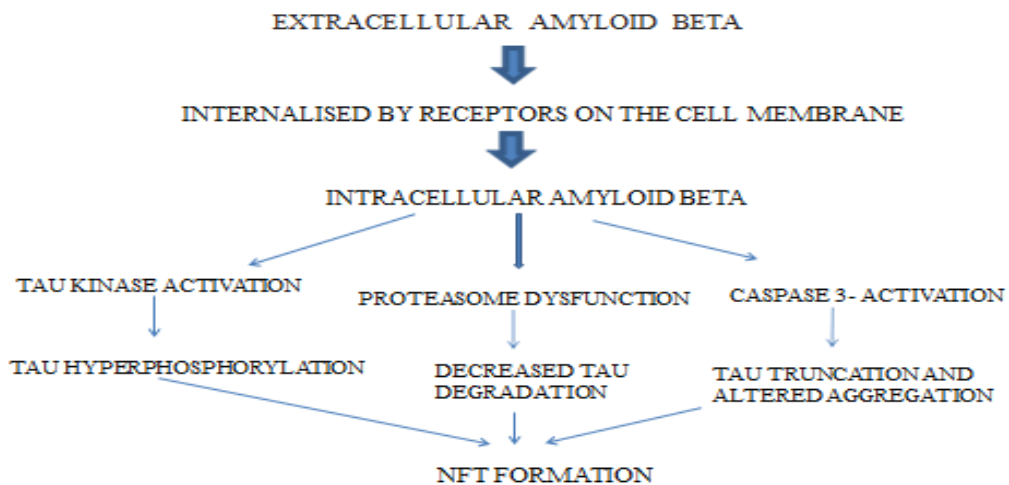 EXTRACELLULAR AMYLOID BETA
INTERNALISED BY RECEPTORS ON THE CELL MEMBRANE
INTRACELLULAR AMYLOID BETA
TAU KINASE ACTIVATION
PROTEASOME DYSFUNCTION
CASPASE 3- ACTIVATION
TAU HYPERPHOSPHORYLATION
DECREASED TAU
DEGRADATION
TAU TRUNCATION AND
ALTERED AGGREGATION
NFT FORMATION